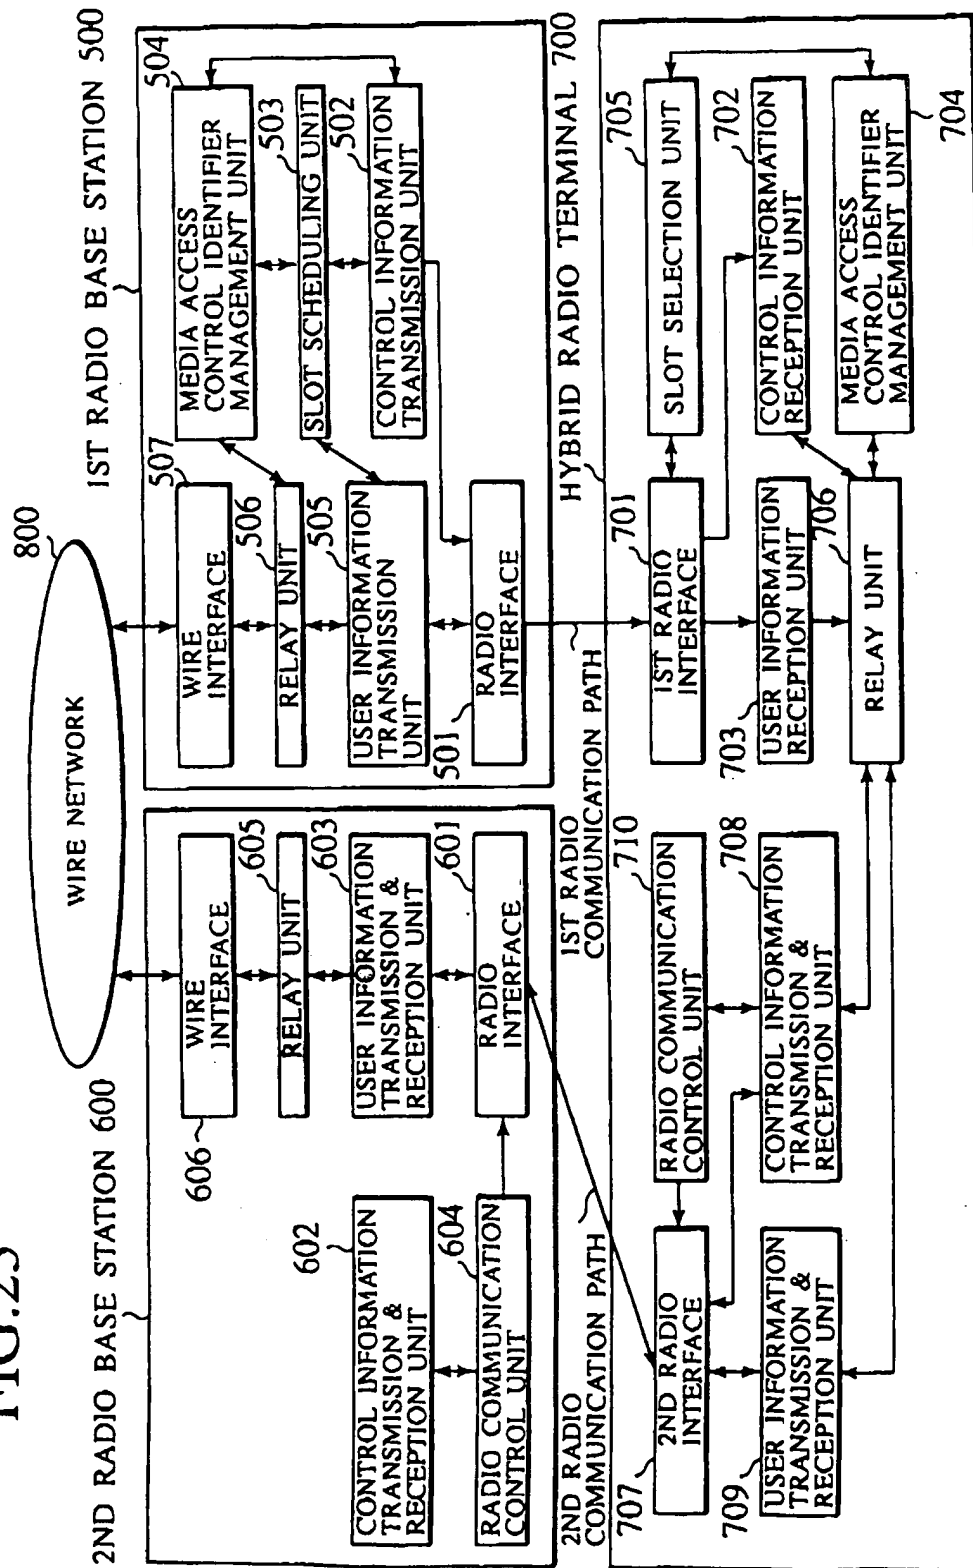 FIG.23
WIRE NETWORK
800
2ND RADIO BASE STATION 600
WIRE
INTERFACE
606
RELAY UNIT
605
CONTROL INFORMATION
TRANSMISSION &
RECEPTION UNIT
602
USER INFORMATION
TRANSMISSION &
RECEPTION UNIT
603
RADIO COMMUNICATION
CONTROL UNIT
604
RADIO
INTERFACE
601
1ST RADIO BASE STATION 500
WIRE
INTERFACE
507
RELAY UNIT
506
USER INFORMATION
TRANSMISSION
UNIT
505
RADIO
INTERFACE
501
MEDIA ACCESS
CONTROL IDENTIFIER
MANAGEMENT UNIT
504
SLOT SCHEDULING UNIT
503
CONTROL INFORMATION
TRANSMISSION UNIT
502
2ND RADIO
COMMUNICATION PATH
1ST RADIO
COMMUNICATION PATH
HYBRID RADIO TERMINAL 700
2ND RADIO
INTERFACE
707
RADIO COMMUNICATION
CONTROL UNIT
710
USER INFORMATION
TRANSMISSION &
RECEPTION UNIT
709
CONTROL INFORMATION
TRANSMISSION &
RECEPTION UNIT
708
1ST RADIO
INTERFACE
701
SLOT SELECTION UNIT
705
USER INFORMATION
RECEPTION UNIT
703
CONTROL INFORMATION
RECEPTION UNIT
702
RELAY UNIT
706
MEDIA ACCESS
CONTROL IDENTIFIER
MANAGEMENT UNIT
704